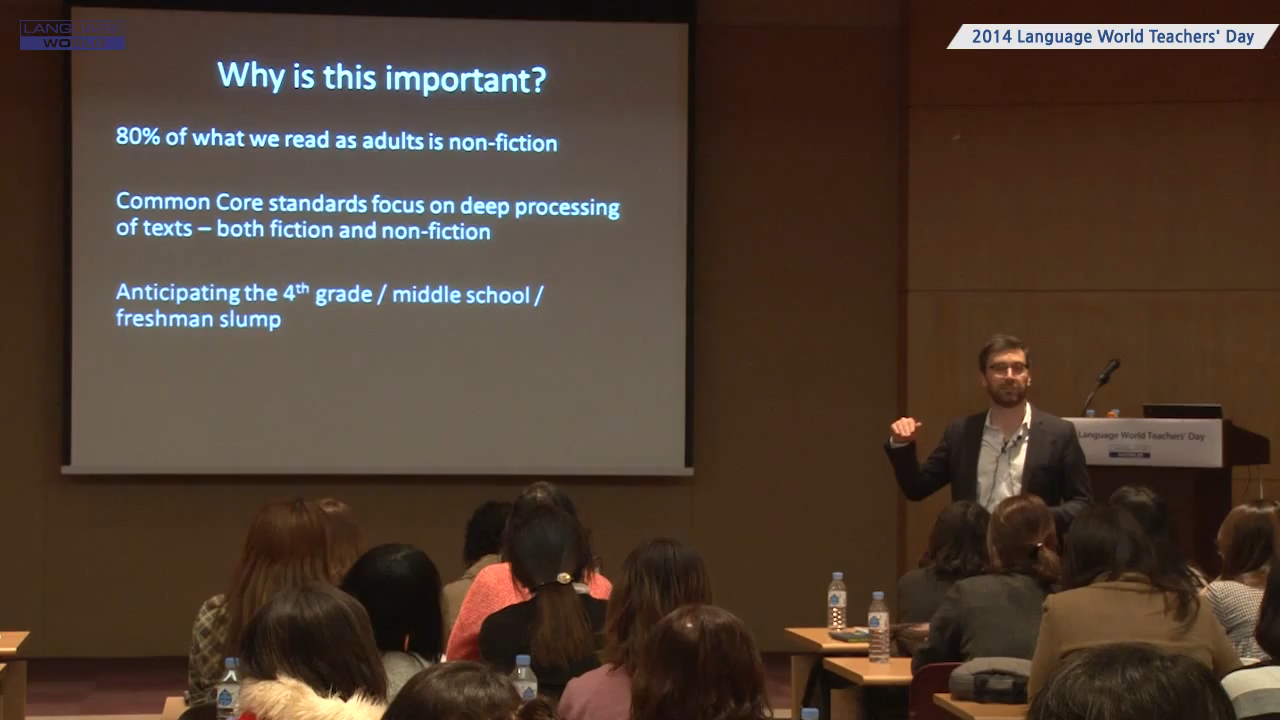 LANGUAGE
WORLD
2014 Language World Teachers' Day
Why is this important?
80% of what we read as adults is non-fiction
Common Core standards focus on deep processing
of texts – both fiction and non-fiction
Anticipating the 4th grade / middle school /
freshman slump
Language World Teachers' Day